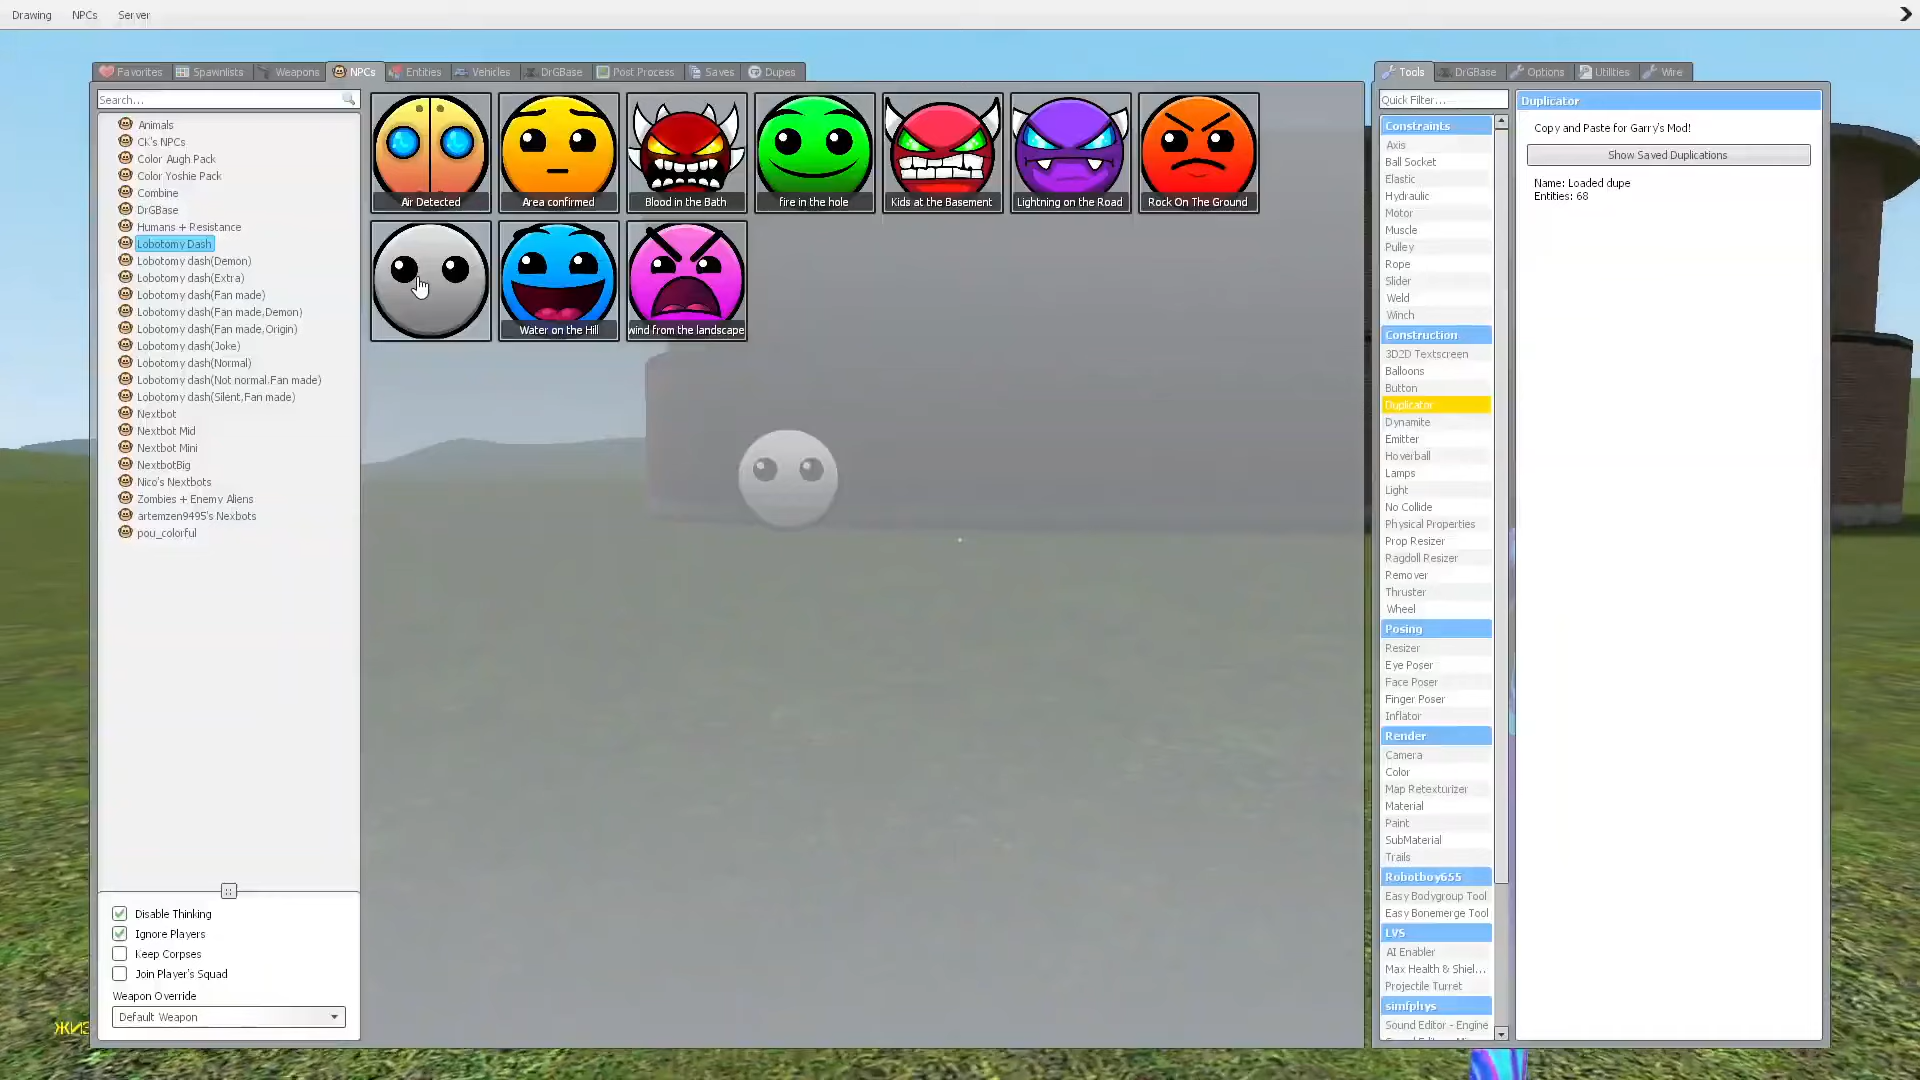 Drawing NPCs Server
Favorites Spawnlists Weapons NPCs Entities Vehicles DrGBase Post Process Saves Dupes
Search...
Animals
CK's NPCs
Color Augh Pack
Color Yoshie Pack
Combine
DrGBase
Humans + Resistance
Lobotomy Dash
Lobotomy dash(Demon)
Lobotomy dash(Extra)
Lobotomy dash(Fan made)
Lobotomy dash(Fan made,Demon)
Lobotomy dash(Fan made,Origin)
Lobotomy dash(Joke)
Lobotomy dash(Normal)
Lobotomy dash(Not normal,Fan made)
Lobotomy dash(Silent,Fan made)
Nextbot
Nextbot Mid
Nextbot Mini
NextbotBig
Nico's Nextbots
Zombies + Enemy Aliens
artemzen9495's Nexbots
pou_colorful
Disable Thinking
Ignore Players
Keep Corpses
Join Player's Squad
Weapon Override
Default Weapon
Air Detected Area confirmed Blood in the Bath fire in the hole Kids at the Basement Lightning on the Road Rock On The Ground
Water on the Hill wind from the landscape
Tools DrGBase Options Utilities Wire
Quick Filter...
Constraints
Axis
Ball Socket
Elastic
Hydraulic
Motor
Muscle
Pulley
Rope
Slider
Weld
Winch
Construction
3D2D Textscreen
Balloons
Button
Duplicator
Dynamite
Emitter
Hoverball
Lamps
Light
No Collide
Physical Properties
Prop Resizer
Ragdoll Resizer
Remover
Thruster
Wheel
Posing
Resizer
Eye Poser
Face Poser
Finger Poser
Inflator
Render
Camera
Color
Map Retexturizer
Material
Paint
SubMaterial
Trails
Robotboy655
Easy Bodygroup Tool
Easy Bonemerge Tool
LVS
AI Enabler
Max Health & Shiel...
Projectile Turret
simfphys
Sound Editor - Engine
Duplicator
Copy and Paste for Garry's Mod!
Show Saved Duplications
Name: Loaded dupe
Entities: 68